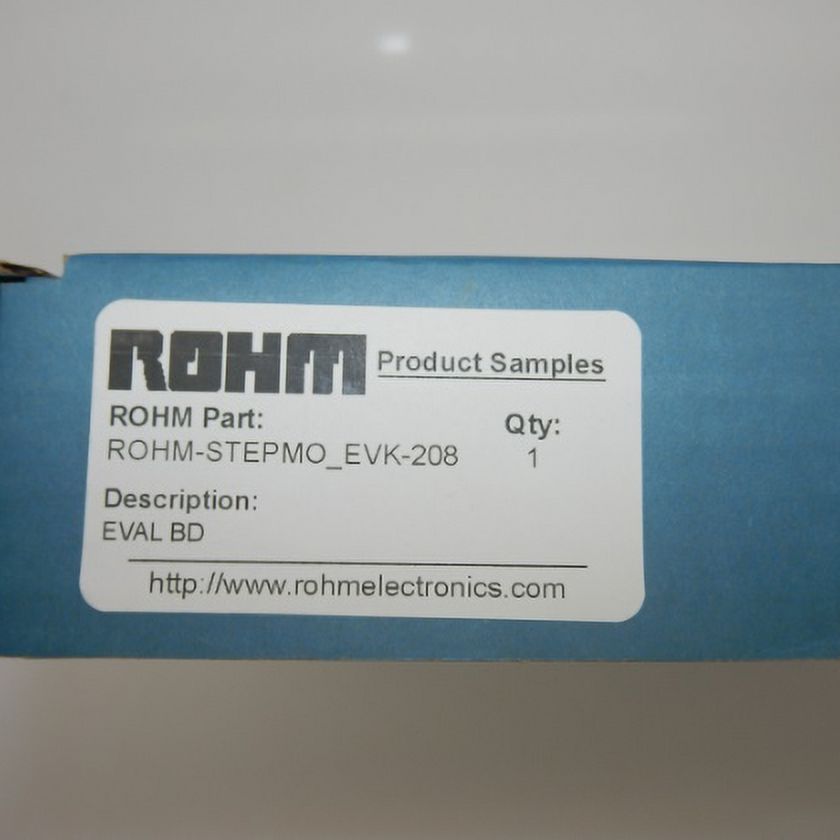 ROHM Product Samples
ROHM Part: Qty:
ROHM-STEPMO_EVK-208 1
Description:
EVAL BD
http://www.rohmelectronics.com